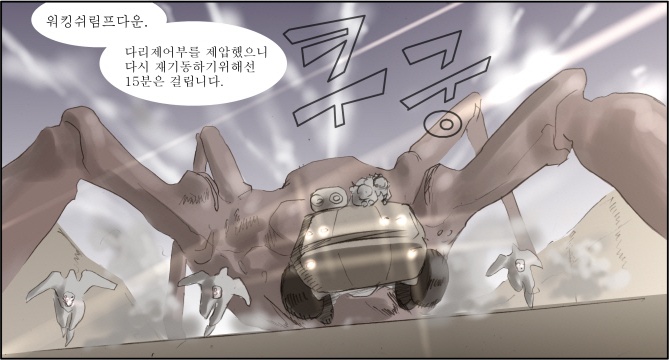 워킹쉬림프다운.
다리제어부를 제압했으니
다시 재기동하기위해선
15분은 걸립니다.
쿠궁